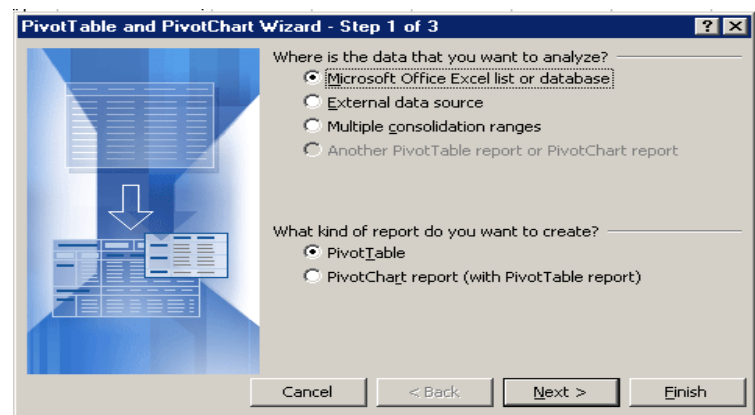 PivotTable and PivotChart Wizard - Step 1 of 3
Where is the data that you want to analyze?
Microsoft Office Excel list or database
External data source
Multiple consolidation ranges
Another PivotTable report or PivotChart report
What kind of report do you want to create?
PivotTable
PivotChart report (with PivotTable report)
Cancel < Back Next > Finish